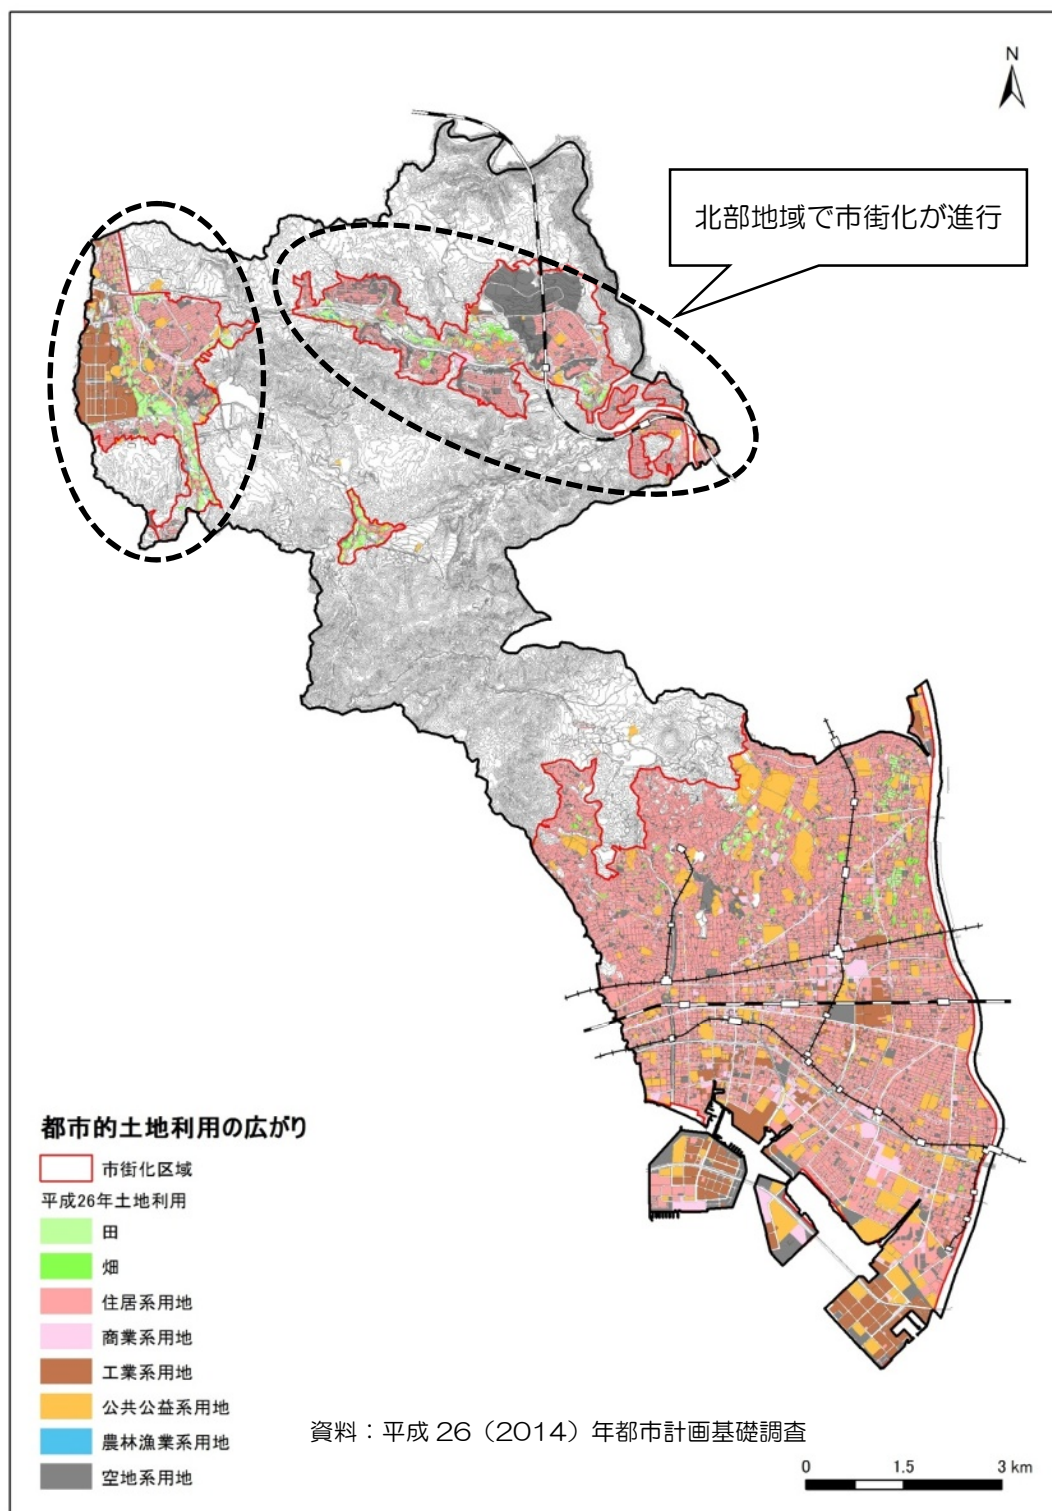 N
北部地域で市街化が進行
都市的土地利用の広がり
市街化区域
平成26年土地利用
田
畑
住居系用地
商業系用地
工業系用地
公共公益系用地
農林漁業系用地
空地系用地
資料：平成 26（2014）年都市計画基礎調査
0 1.5 3 km